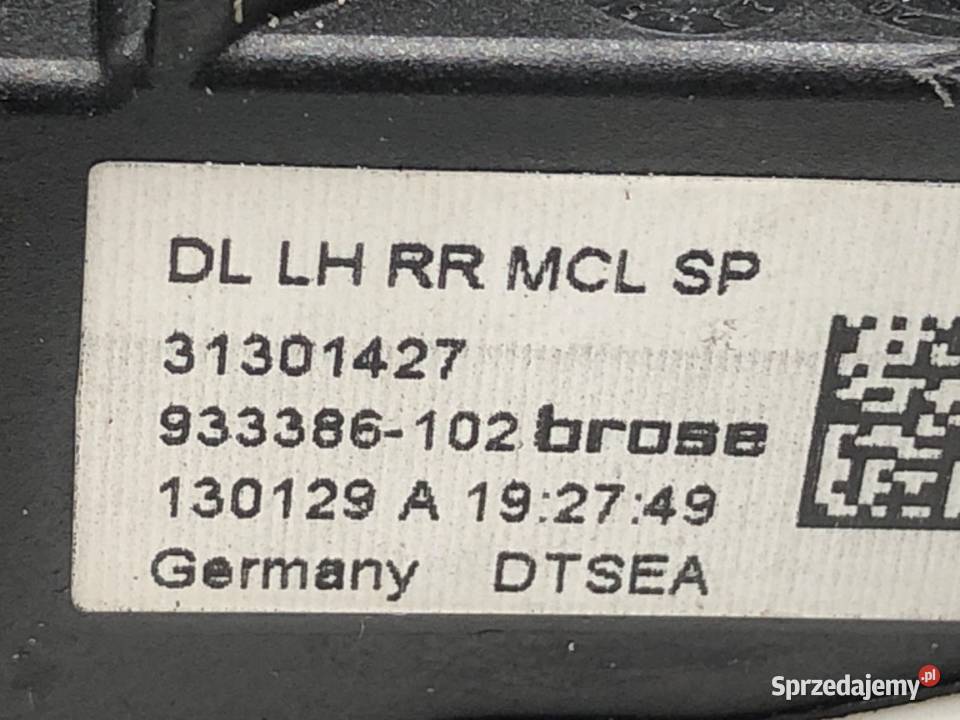 DL LH RR MCL SP
31301427
933386-102 brose
130129 A 19:27:49
Germany DTSEA
Sprzedajemy.pl